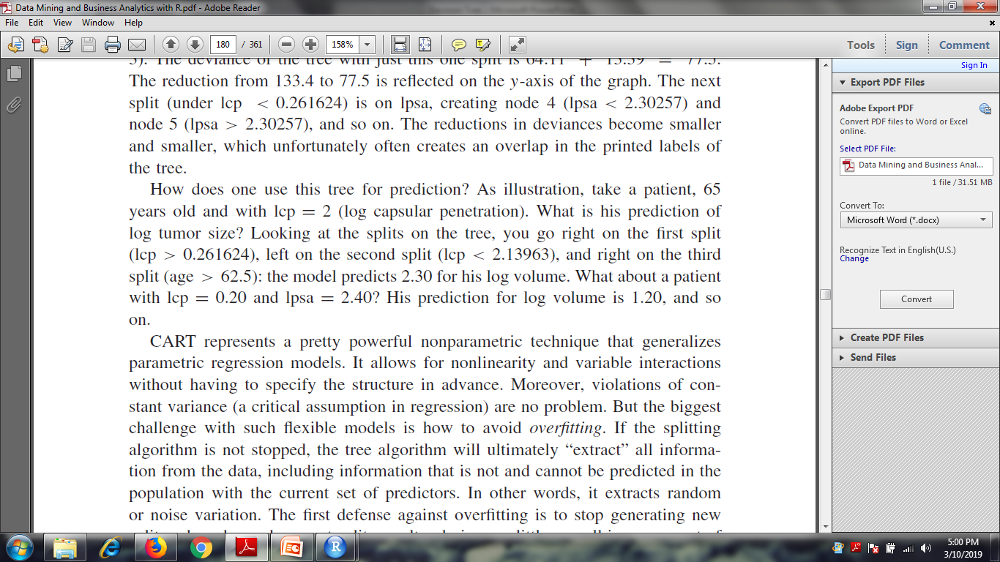 Data Mining and Business Analytics with R.pdf - Adobe Reader
File Edit View Window Help
180 / 361 158% Tools Sign Comment
3). The deviance of the tree with just this one split is 64.11 + 13.39 = 77.5.
The reduction from 133.4 to 77.5 is reflected on the y-axis of the graph. The next
split (under lcp < 0.261624) is on lpsa, creating node 4 (lpsa < 2.30257) and
node 5 (lpsa > 2.30257), and so on. The reductions in deviances become smaller
and smaller, which unfortunately often creates an overlap in the printed labels of
the tree.
How does one use this tree for prediction? As illustration, take a patient, 65
years old and with lcp = 2 (log capsular penetration). What is his prediction of
log tumor size? Looking at the splits on the tree, you go right on the first split
(lcp > 0.261624), left on the second split (lcp < 2.13963), and right on the third
split (age > 62.5): the model predicts 2.30 for his log volume. What about a patient
with lcp = 0.20 and lpsa = 2.40? His prediction for log volume is 1.20, and so
on.
CART represents a pretty powerful nonparametric technique that generalizes
parametric regression models. It allows for nonlinearity and variable interactions
without having to specify the structure in advance. Moreover, violations of con-
stant variance (a critical assumption in regression) are no problem. But the biggest
challenge with such flexible models is how to avoid overfitting. If the splitting
algorithm is not stopped, the tree algorithm will ultimately “extract” all informa-
tion from the data, including information that is not and cannot be predicted in the
population with the current set of predictors. In other words, it extracts random
or noise variation. The first defense against overfitting is to stop generating new
Sign In
Export PDF Files
Adobe Export PDF
Convert PDF files to Word or Excel
online.
Select PDF File:
Data Mining and Business Anal...
1 file / 31.51 MB
Convert To:
Microsoft Word (*.docx)
Recognize Text in English(U.S.)
Change
Convert
Create PDF Files
Send Files
5:00 PM
3/10/2019